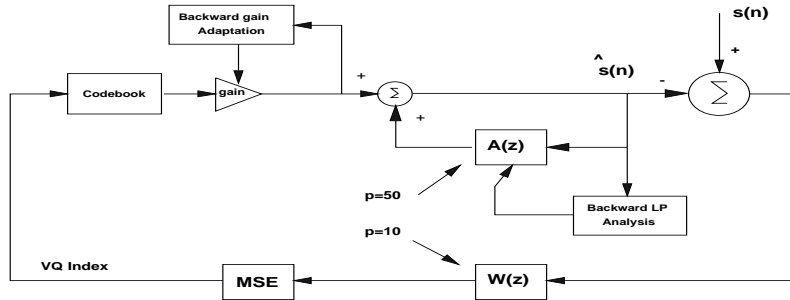 Backward gain
Adaptation
s(n)
+
^
s(n)
-
Codebook
gain
+
Σ
Σ
+
A(z)
p=50
Backward LP
Analysis
p=10
VQ Index
MSE
W(z)